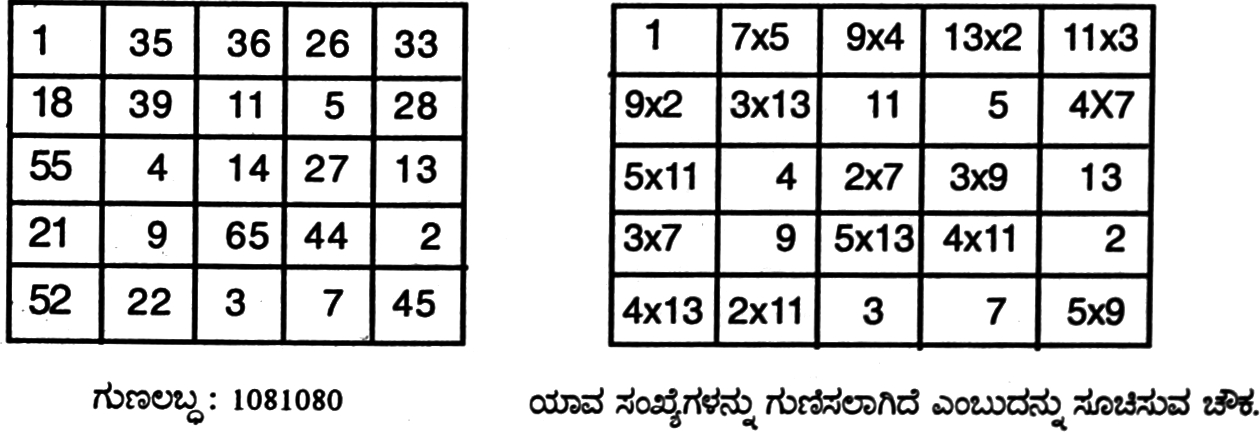 1 35 36 26 33
18 39 11 5 28
55 4 14 27 13
21 9 65 44 2
52 22 3 7 45
ಗುಣಲಬ್ಧ : 1081080
1 7x5 9x4 13x2 11x3
9x2 3x13 11 5 4X7
5x11 4 2x7 3x9 13
3x7 9 5x13 4x11 2
4x13 2x11 3 7 5x9
ಯಾವ ಸಂಖ್ಯೆಗಳನ್ನು ಗುಣಿಸಲಾಗಿದೆ ಎಂಬುದನ್ನು ಸೂಚಿಸುವ ಚೌಕ.